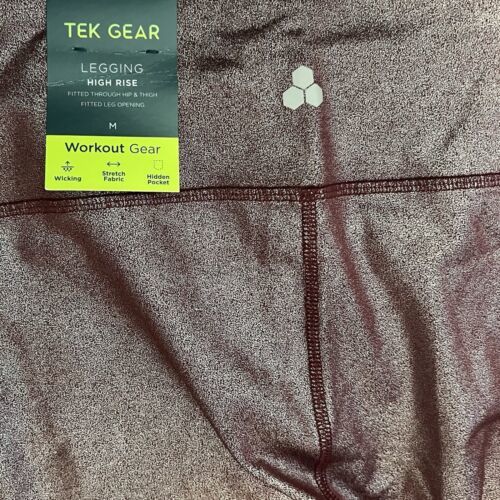 TEK GEAR
LEGGING
HIGH RISE
FITTED THROUGH HIP & THIGH
FITTED LEG OPENING
M
Workout Gear
Wicking
Stretch Fabric
Hidden Pocket